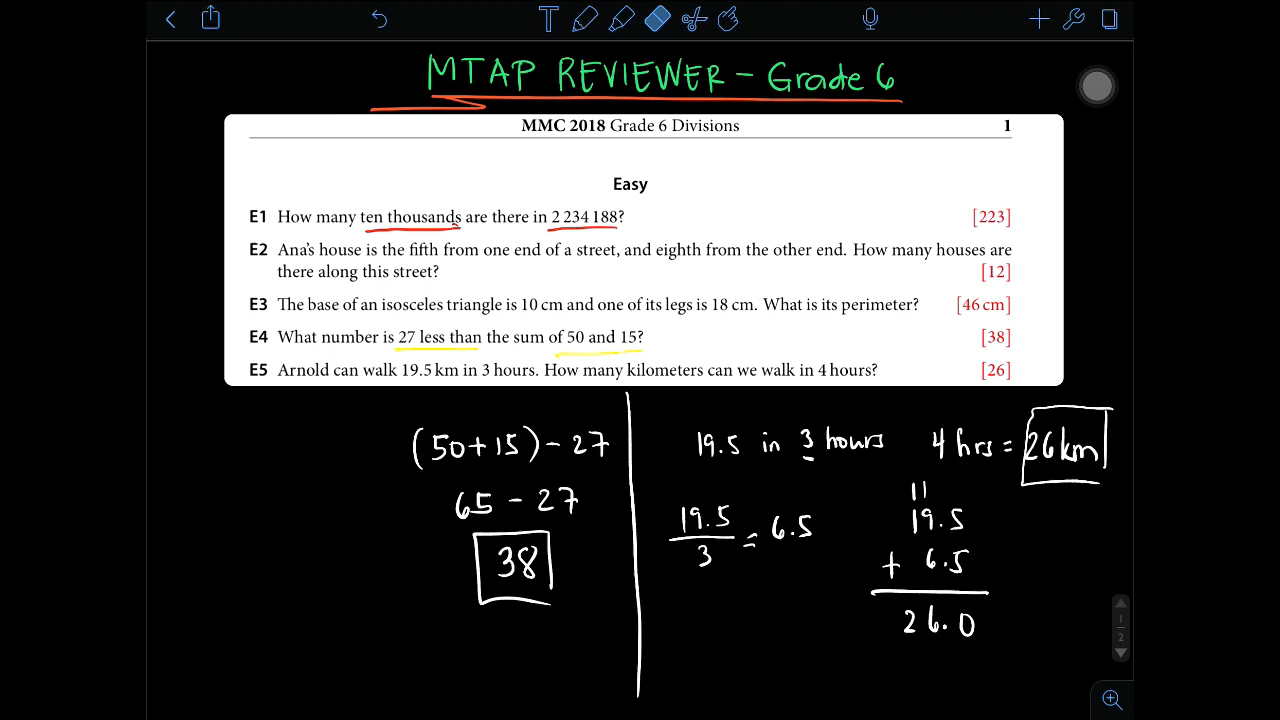 MTAP REVIEWER - Grade 6
MMC 2018 Grade 6 Divisions 1
Easy
E1 How many ten thousands are there in 2 234 188? [223]
E2 Ana's house is the fifth from one end of a street, and eighth from the other end. How many houses are
there along this street? [12]
E3 The base of an isosceles triangle is 10 cm and one of its legs is 18 cm. What is its perimeter? [46 cm]
E4 What number is 27 less than the sum of 50 and 15? [38]
E5 Arnold can walk 19.5 km in 3 hours. How many kilometers can we walk in 4 hours? [26]
(50+15)-27
65 - 27
38
19.5 in 3 hours 4 hrs = 26km
19.5
3
= 6.5
11
19.5
+ 6.5
26.0
1
2